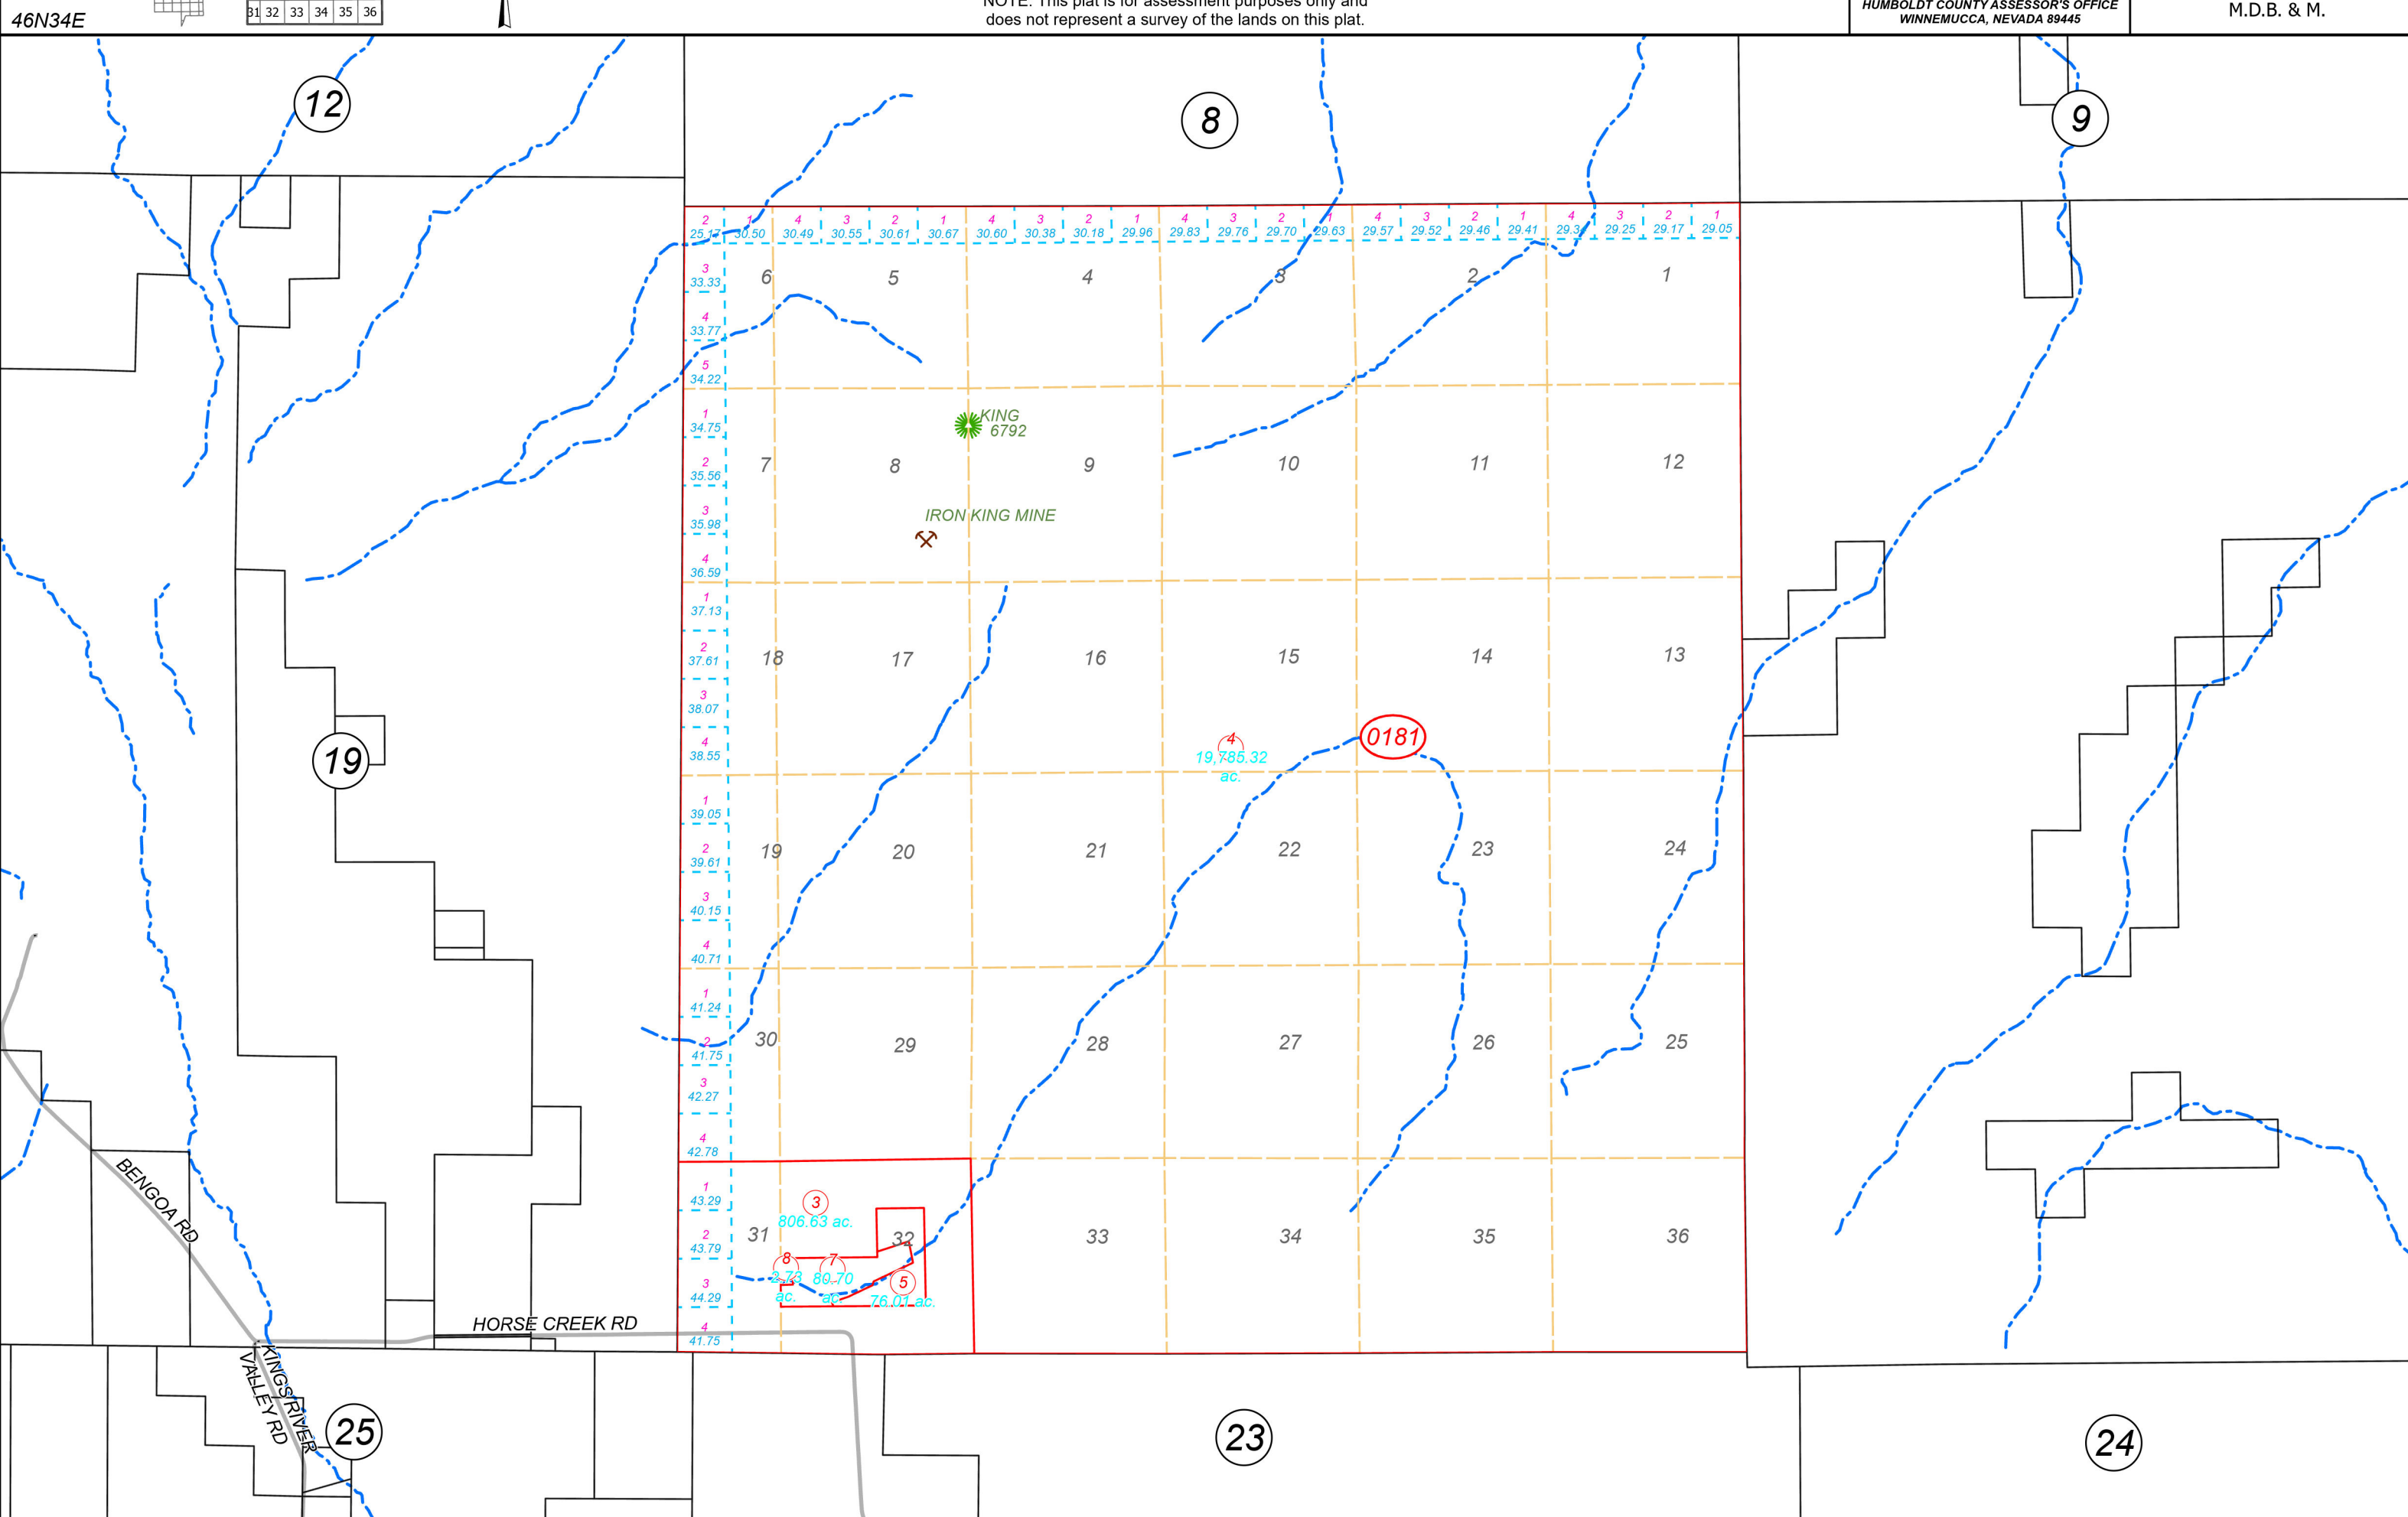 46N34E
31 32 33 34 35 36
NOTE: This plat is for assessment purposes only and
does not represent a survey of the lands on this plat.
HUMBOLDT COUNTY ASSESSOR'S OFFICE
WINNEMUCCA, NEVADA 89445
M.D.B. & M.
12
8
9
2 1 4 3 2 1 4 3 2 1 4 3 2 1 4 3 2 1 4 3 2 1
25.17 30.50 30.49 30.55 30.61 30.67 30.60 30.38 30.18 29.96 29.83 29.76 29.70 29.63 29.57 29.52 29.46 29.41 29.34 29.25 29.17 29.05
3
33.33
6 5 4 3 2 1
4
33.77
5
34.22
1
34.75
KING
6792
2
35.56
7 8 9 10 11 12
3
35.98
IRON KING MINE
4
36.59
1
37.13
2
37.61
18 17 16 15 14 13
3
38.07
4
38.55
4
19,785.32
ac.
0181
19
1
39.05
2
39.61
19 20 21 22 23 24
3
40.15
4
40.71
1
41.24
2
41.75
30 29 28 27 26 25
3
42.27
4
42.78
1
43.29
3
806.63 ac.
2
43.79
31 32 33 34 35 36
8
2.73
ac.
7
80.70
ac.
5
76.01 ac.
3
44.29
4
41.75
BENGOA RD
HORSE CREEK RD
KINGS RIVER
VALLEY RD
25
23
24